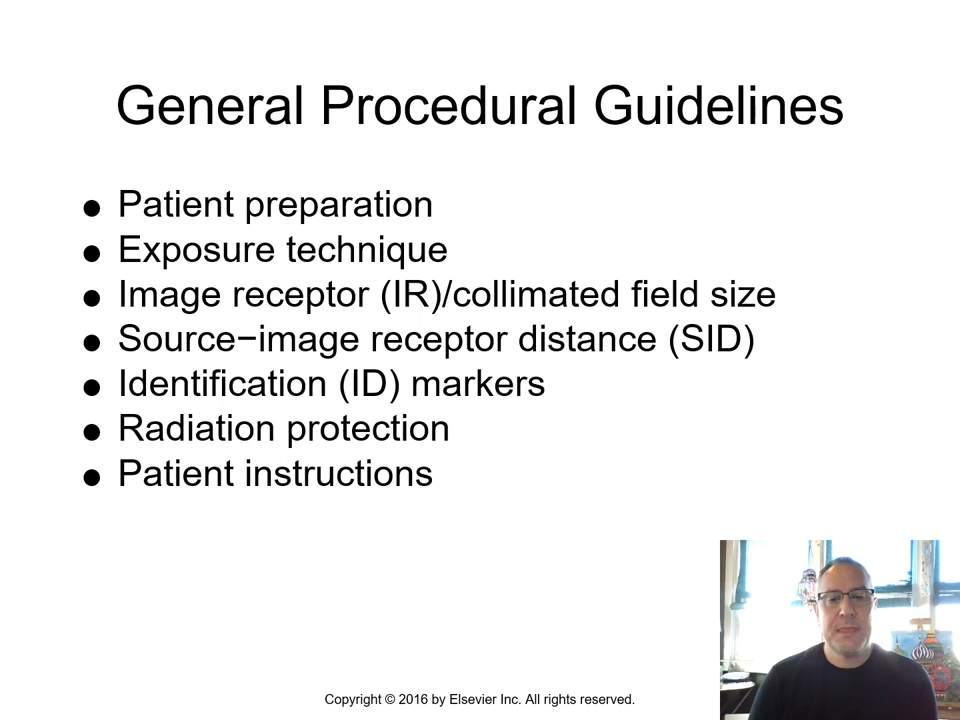 General Procedural Guidelines
● Patient preparation
● Exposure technique
● Image receptor (IR)/collimated field size
● Source−image receptor distance (SID)
● Identification (ID) markers
● Radiation protection
● Patient instructions
Copyright © 2016 by Elsevier Inc. All rights reserved.